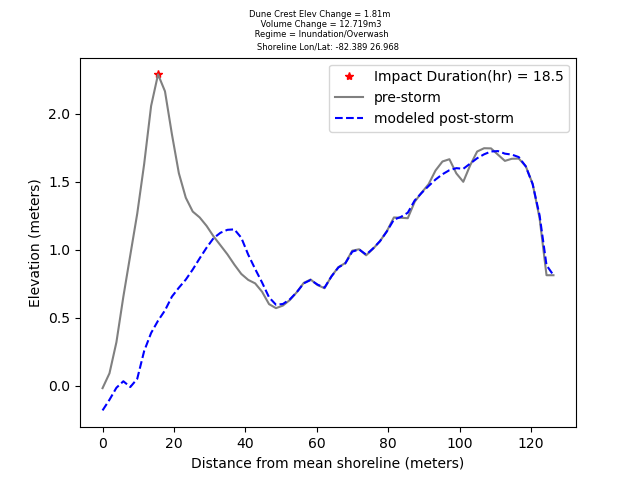 Dune Crest Elev Change = 1.81m
Volume Change = 12.719m3
Regime = Inundation/Overwash
Shoreline Lon/Lat: -82.389 26.968
Impact Duration(hr) = 18.5
pre-storm
modeled post-storm
Elevation (meters)
2.0
1.5
1.0
0.5
0.0
0 20 40 60 80 100 120
Distance from mean shoreline (meters)